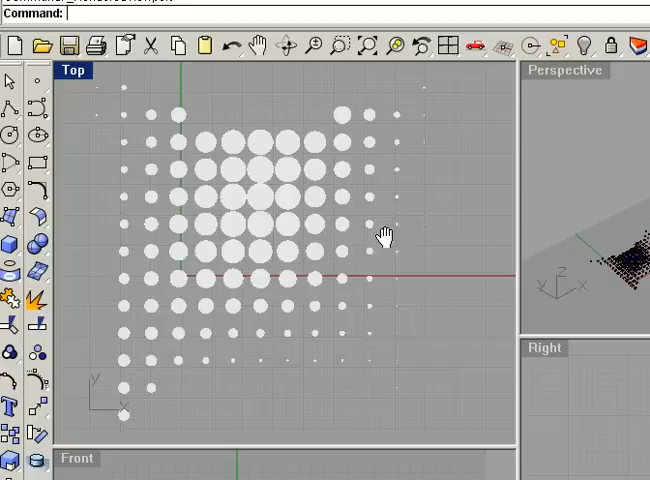 Command:
Top
Perspective
y
x
z
y
x
Right
Front